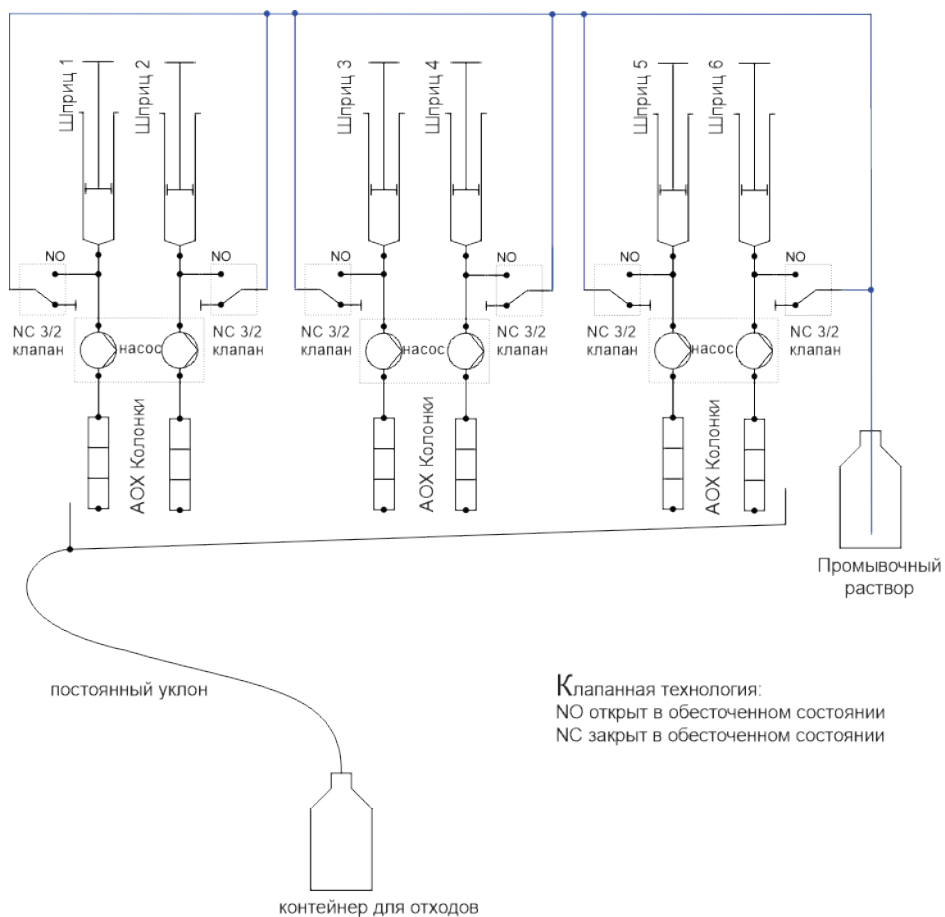 Шприц 1
Шприц 2
Шприц 3
Шприц 4
Шприц 5
Шприц 6
NO
NO
NO
NO
NO
NO
NC 3/2
клапан
насос
NC 3/2
клапан
NC 3/2
клапан
насос
NC 3/2
клапан
NC 3/2
клапан
насос
NC 3/2
клапан
АОХ Колонки
АОХ Колонки
АОХ Колонки
Промывочный
раствор
постоянный уклон
Клапанная технология:
NO открыт в обесточенном состоянии
NC закрыт в обесточенном состоянии
контейнер для отходов